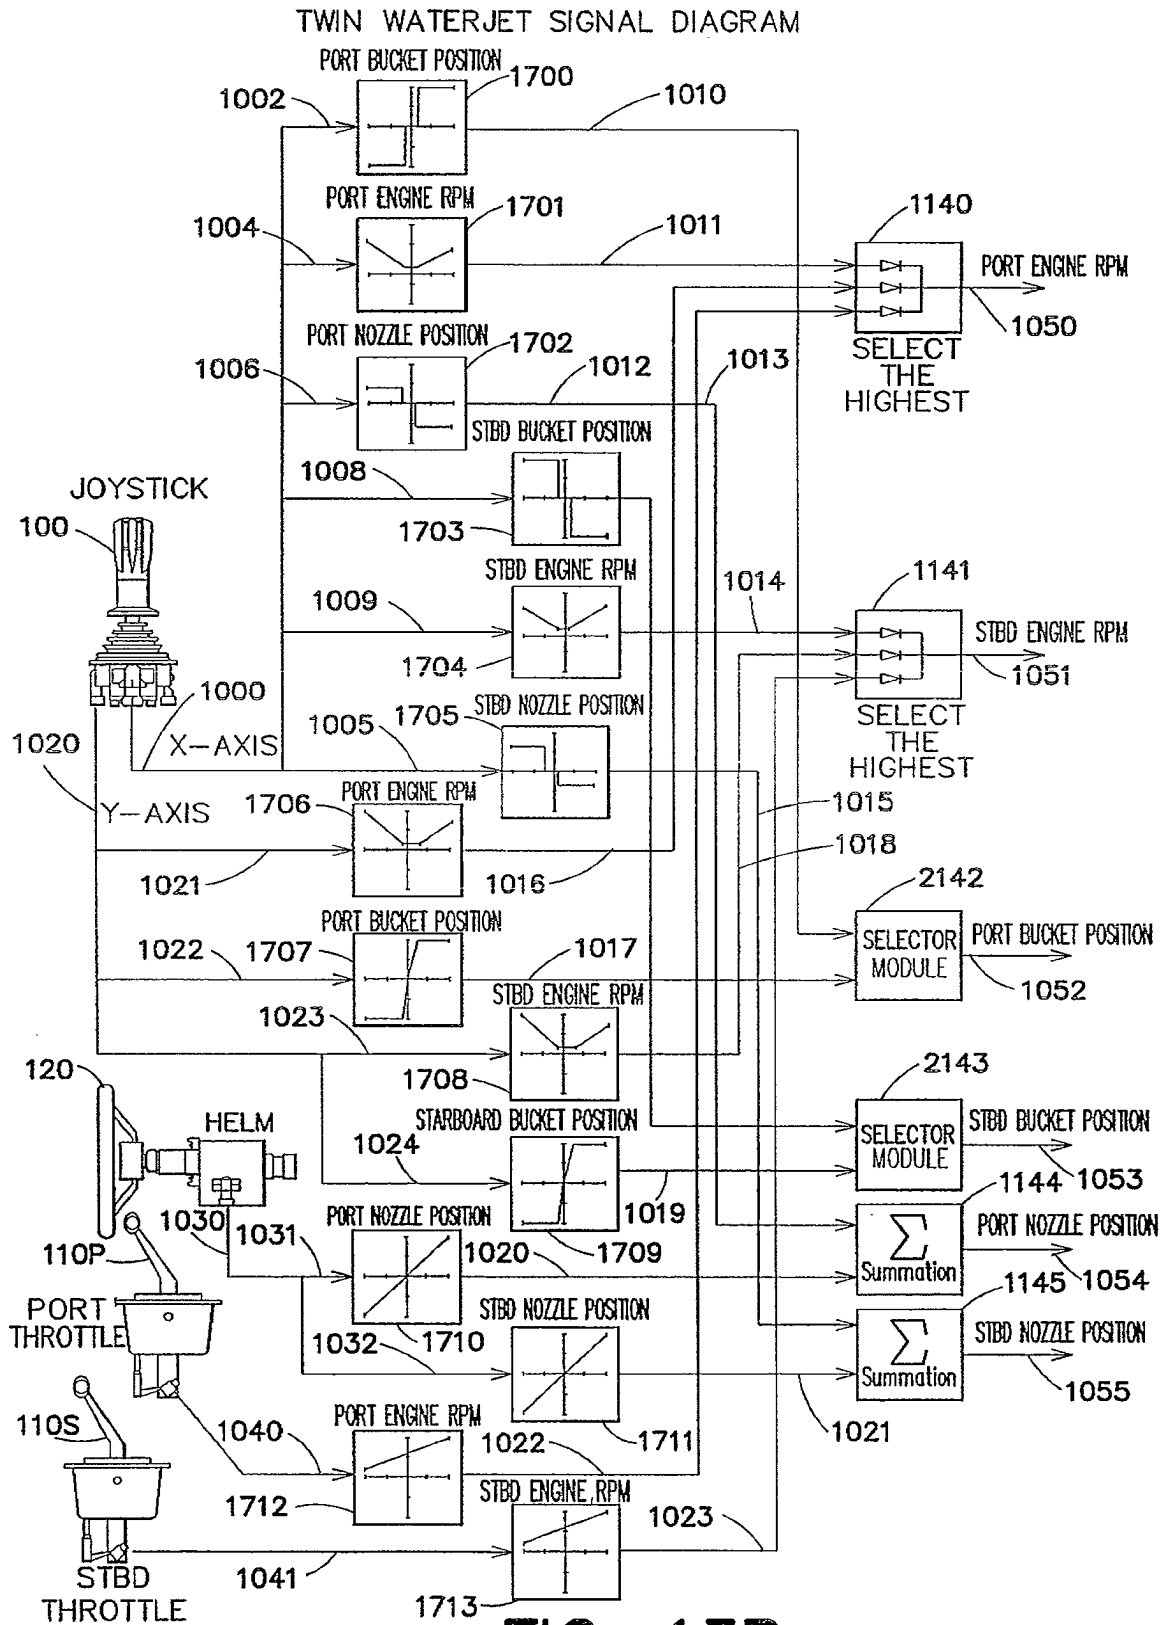 TWIN WATERJET SIGNAL DIAGRAM
PORT BUCKET POSITION
1700
1002
1010
PORT ENGINE RPM
1701
1004
1011
1140
PORT ENGINE RPM
1050
SELECT
THE
HIGHEST
PORT NOZZLE POSITION
1702
1006
1012
1013
STBD BUCKET POSITION
1008
1703
JOYSTICK
100
STBD ENGINE RPM
1009
1704
1014
1141
STBD ENGINE RPM
1051
SELECT
THE
HIGHEST
1000
X-AXIS
1020
Y-AXIS
STBD NOZZLE POSITION
1705
1005
1015
1018
PORT ENGINE RPM
1706
1021
1016
PORT BUCKET POSITION
1707
1022
1017
2142
SELECTOR
MODULE
PORT BUCKET POSITION
1052
STBD ENGINE RPM
1023
1708
2143
SELECTOR
MODULE
STBD BUCKET POSITION
1053
120
HELM
STARBOARD BUCKET POSITION
1024
1019
1709
1030
1031
PORT NOZZLE POSITION
1020
1710
1144
Σ
Summation
PORT NOZZLE POSITION
1054
110P
PORT
THROTTLE
STBD NOZZLE POSITION
1032
1711
1021
1145
Σ
Summation
STBD NOZZLE POSITION
1055
110S
1040
PORT ENGINE RPM
1712
1022
STBD ENGINE RPM
1023
1041
1713
STBD
THROTTLE